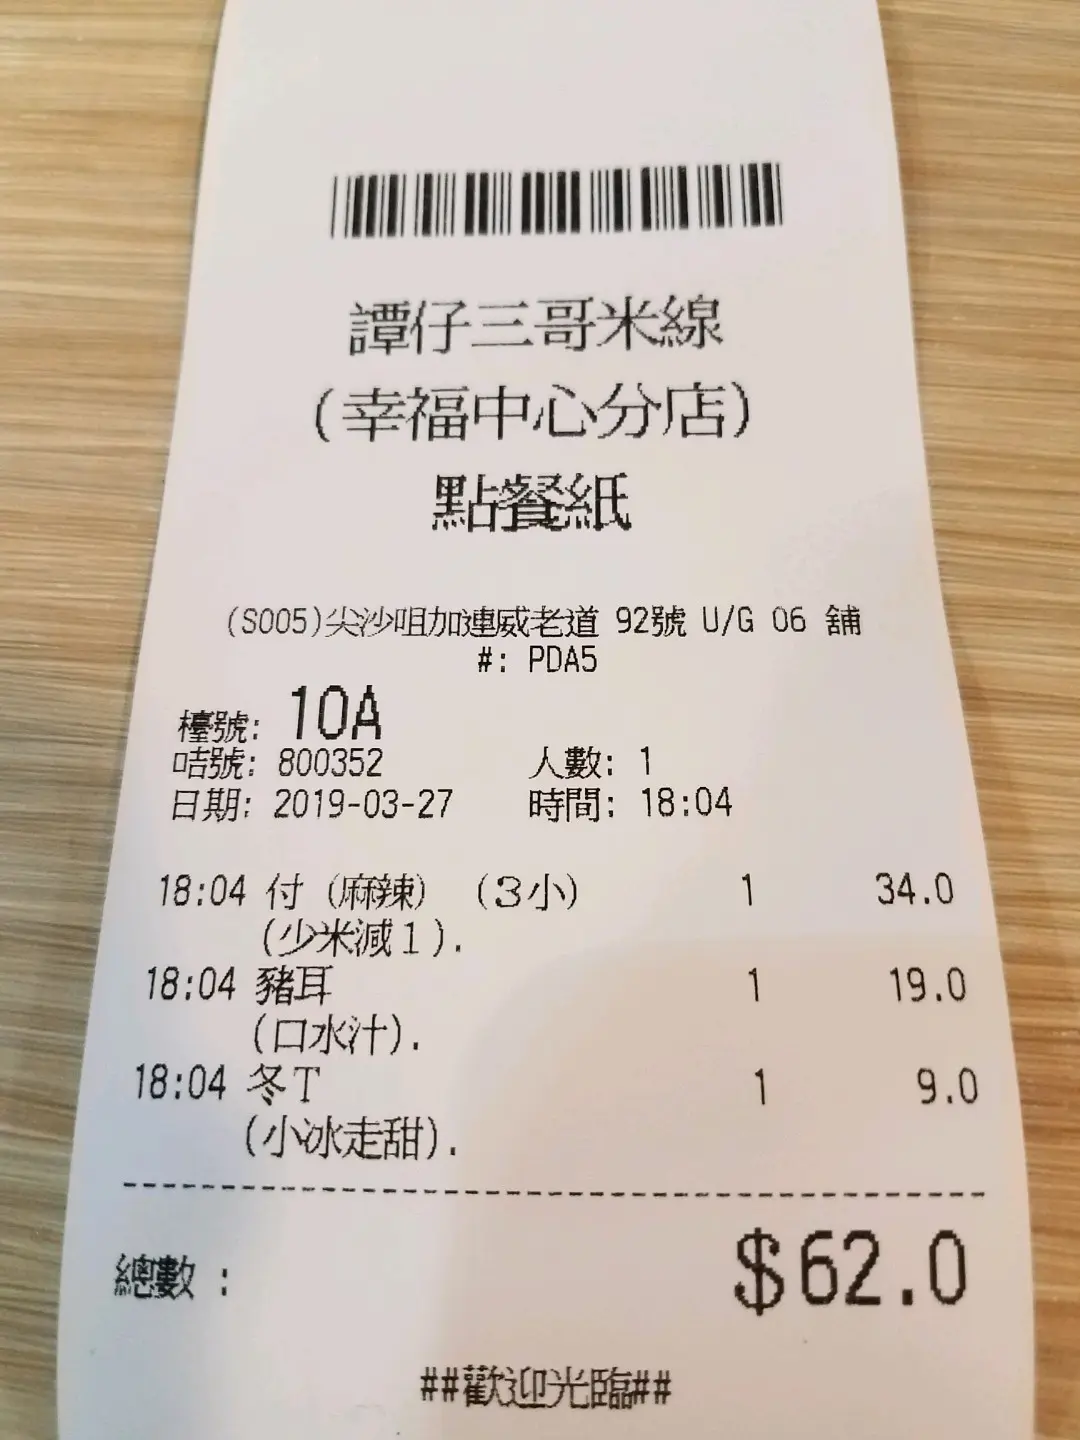 譚仔三哥米線
(幸福中心分店)
點餐紙
(S005)尖沙咀加連威老道 92號 U/G 06 舖
#: PDA5
檯號: 10A
咭號: 800352 人數: 1
日期: 2019-03-27 時間: 18:04
18:04 付（麻辣）（３小） 1 34.0
(少米減１).
18:04 豬耳 1 19.0
(口水汁).
18:04 冬Ｔ 1 9.0
(小冰走甜).
總數 : $62.0
##歡迎光臨##